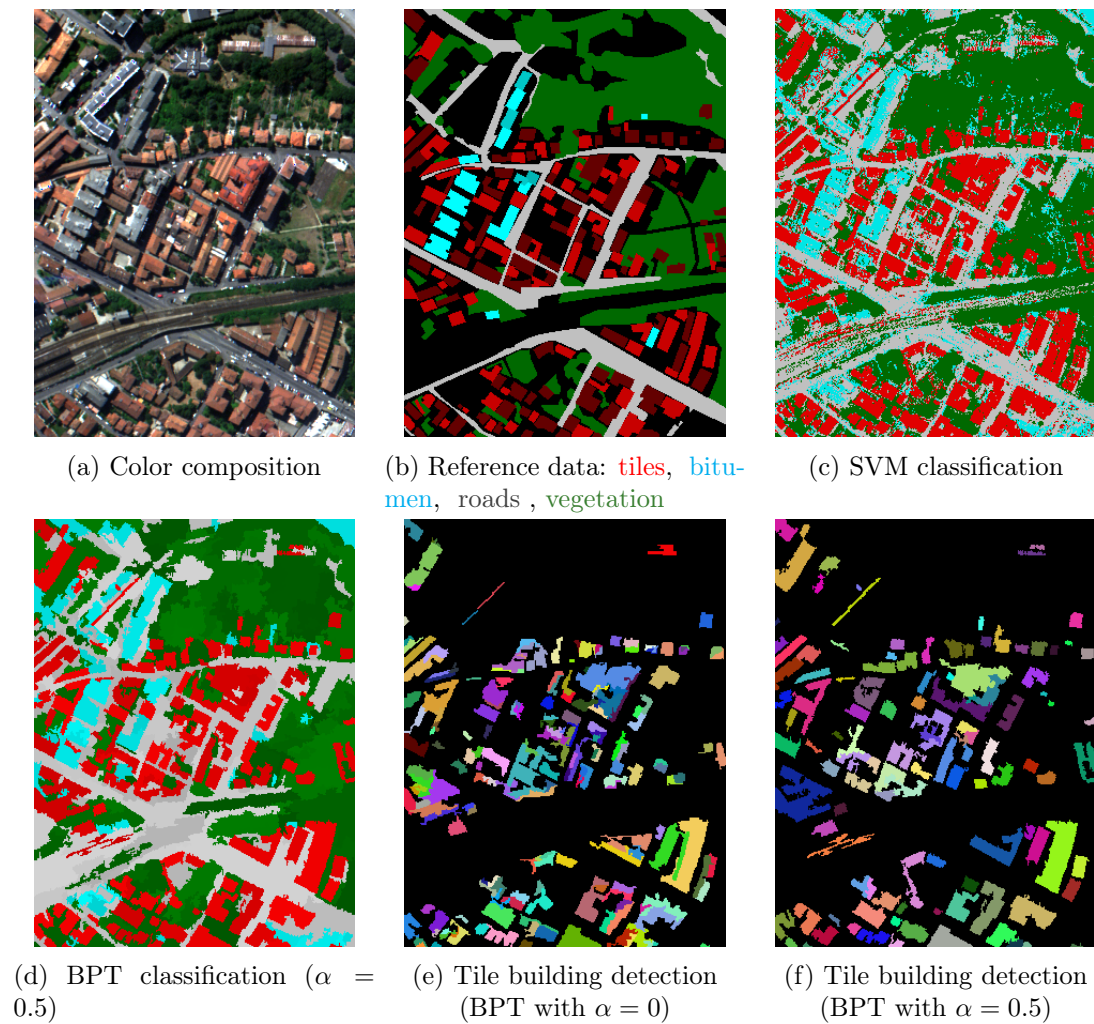 (a) Color composition
(b) Reference data: tiles, bitu-
men, roads , vegetation
(c) SVM classification
(d) BPT classification (α =
0.5)
(e) Tile building detection
(BPT with α = 0)
(f) Tile building detection
(BPT with α = 0.5)